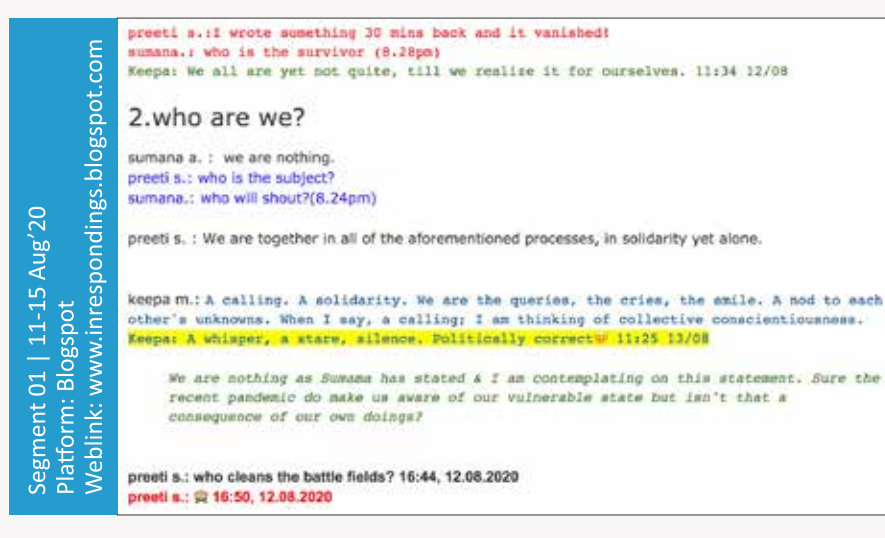 Segment 01 | 11-15 Aug'20
Platform: Blogspot
Weblink: www.inrespondings.blogspot.com
preeti s.:I wrote something 30 mins back and it vanished!
sumana.: who is the survivor (8.28pm)
Keepa: We all are yet not quite, till we realize it for ourselves. 11:34 12/08
2.who are we?
sumana a. : we are nothing.
preeti s.: who is the subject?
sumana.: who will shout?(8.24pm)
preeti s. : We are together in all of the aforementioned processes, in solidarity yet alone.
keepa m.: A calling. A solidarity. We are the queries, the cries, the smile. A nod to each
other's unknowns. When I say, a calling; I am thinking of collective conscientiousness.
Keepa: A whisper, a stare, silence. Politically correct 11:25 13/08
We are nothing as Sumana has stated & I am contemplating on this statement. Sure the
recent pandemic do make us aware of our vulnerable state but isn't that a
consequence of our own doings?
preeti s.: who cleans the battle fields? 16:44, 12.08.2020
preeti s.: 16:50, 12.08.2020